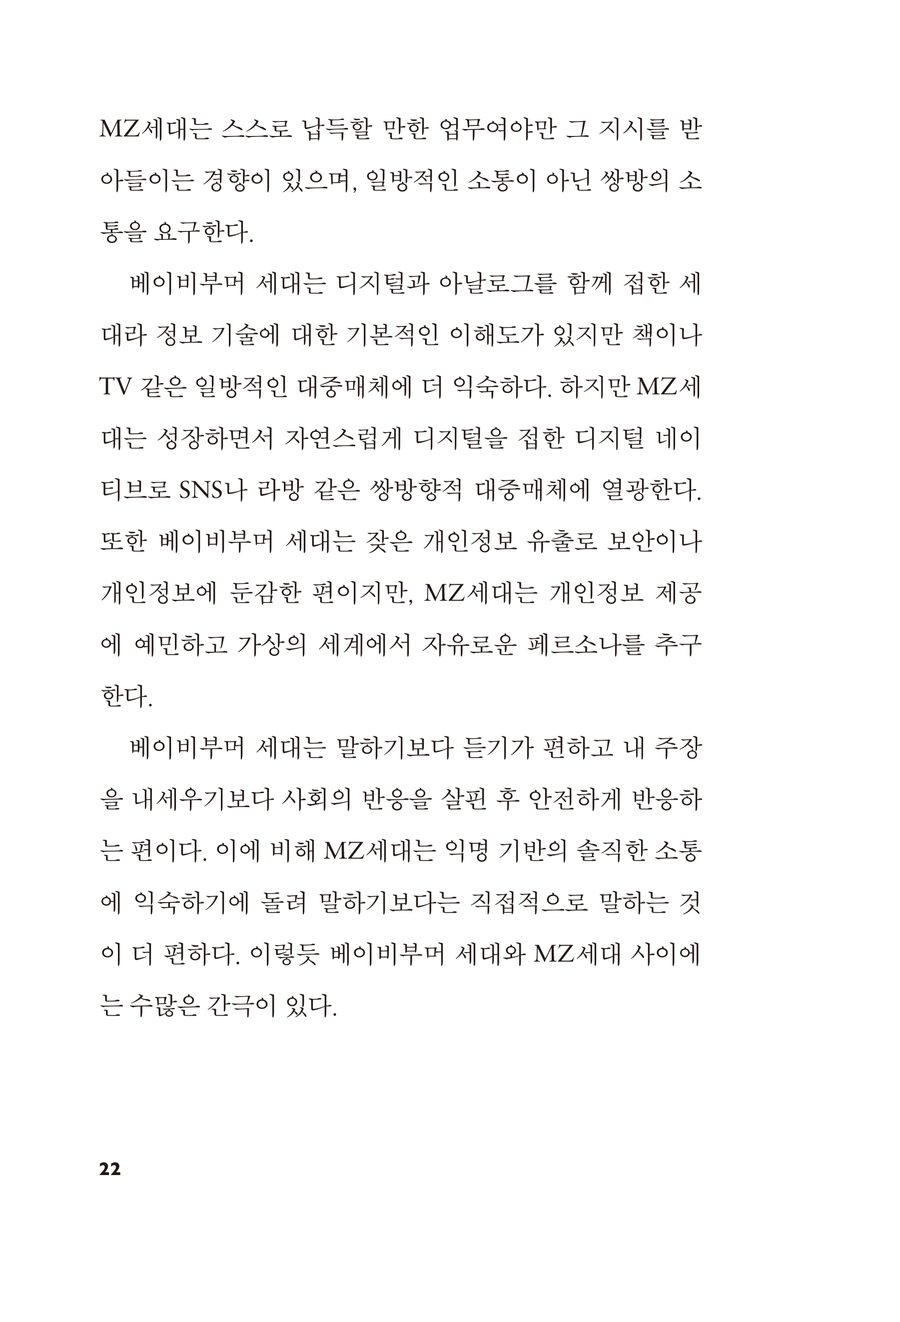 MZ세대는 스스로 납득할 만한 업무여야만 그 지시를 받
아들이는 경향이 있으며, 일방적인 소통이 아닌 쌍방의 소
통을 요구한다.
베이비부머 세대는 디지털과 아날로그를 함께 접한 세
대라 정보 기술에 대한 기본적인 이해도가 있지만 책이나
TV 같은 일방적인 대중매체에 더 익숙하다. 하지만 MZ세
대는 성장하면서 자연스럽게 디지털을 접한 디지털 네이
티브로 SNS나 라방 같은 쌍방향적 대중매체에 열광한다.
또한 베이비부머 세대는 잦은 개인정보 유출로 보안이나
개인정보에 둔감한 편이지만, MZ세대는 개인정보 제공
에 예민하고 가상의 세계에서 자유로운 페르소나를 추구
한다.
베이비부머 세대는 말하기보다 듣기가 편하고 내 주장
을 내세우기보다 사회의 반응을 살핀 후 안전하게 반응하
는 편이다. 이에 비해 MZ세대는 익명 기반의 솔직한 소통
에 익숙하기에 돌려 말하기보다는 직접적으로 말하는 것
이 더 편하다. 이렇듯 베이비부머 세대와 MZ세대 사이에
는 수많은 간극이 있다.
22